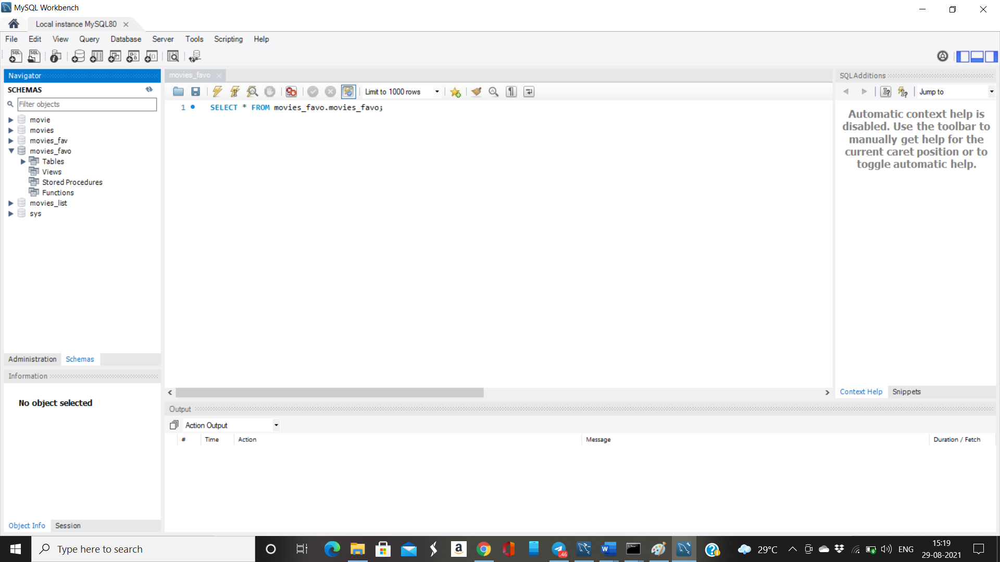 MySQL Workbench
Local instance MySQL80
File Edit View Query Database Server Tools Scripting Help
SQL SQL
Navigator
SCHEMAS
Filter objects
movie
movies
movies_fav
movies_favo
Tables
Views
Stored Procedures
Functions
movies_list
sys
Administration Schemas
Information
No object selected
Object Info Session
movies_favo
Limit to 1000 rows
1 SELECT * FROM movies_favo.movies_favo;
Output
Action Output
# Time Action Message Duration / Fetch
SQLAdditions
Jump to
Automatic context help is
disabled. Use the toolbar to
manually get help for the
current caret position or to
toggle automatic help.
Context Help Snippets
Type here to search
46
29°C
ENG
15:19
29-08-2021